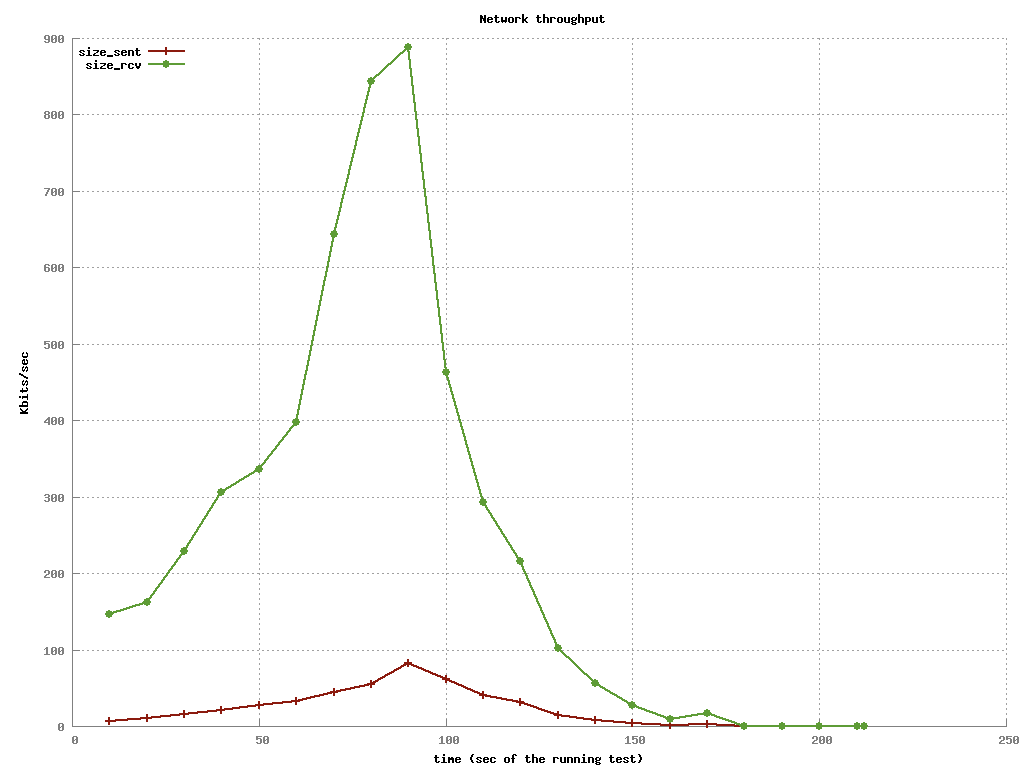 Network throughput
size_sent
size_rcv
900
800
700
600
500
400
300
200
100
0
Kbits/sec
0 50 100 150 200 250
time (sec of the running test)